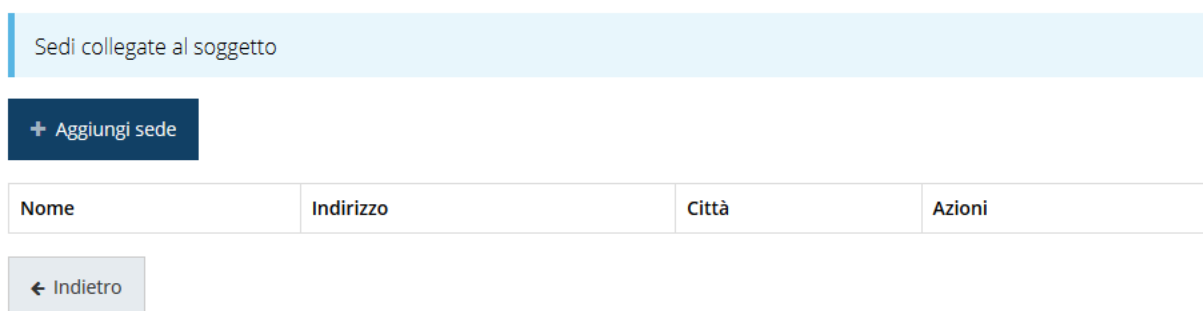 Sedi collegate al soggetto
+ Aggiungi sede
Nome Indirizzo Città Azioni
← Indietro